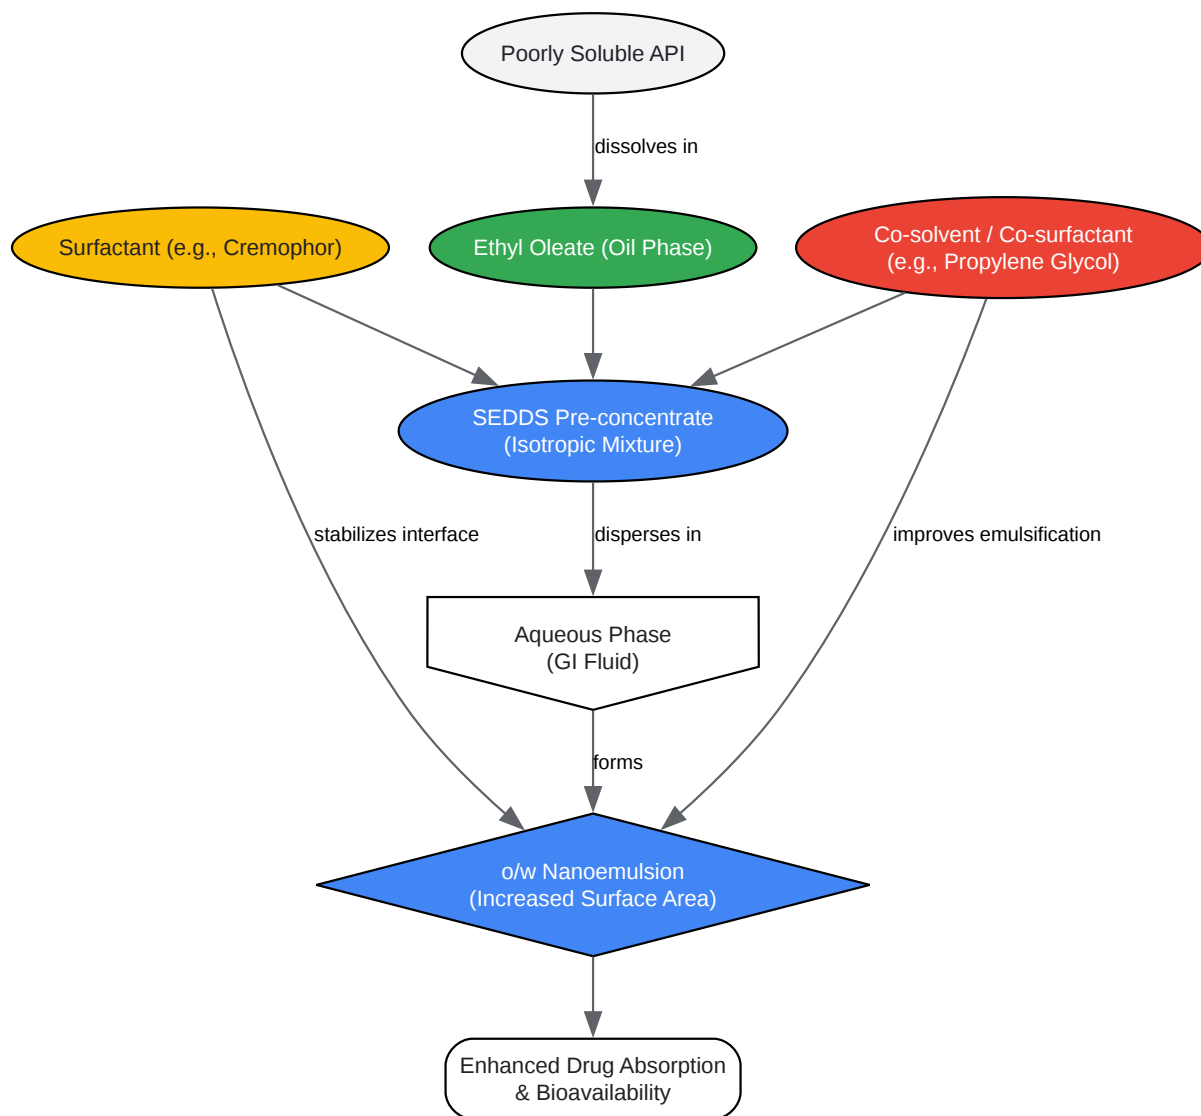 Poorly Soluble API
dissolves in
Surfactant (e.g., Cremophor)
Ethyl Oleate (Oil Phase)
Co-solvent / Co-surfactant
(e.g., Propylene Glycol)
SEDDS Pre-concentrate
(Isotropic Mixture)
stabilizes interface
disperses in
improves emulsification
Aqueous Phase
(GI Fluid)
forms
o/w Nanoemulsion
(Increased Surface Area)
Enhanced Drug Absorption
& Bioavailability